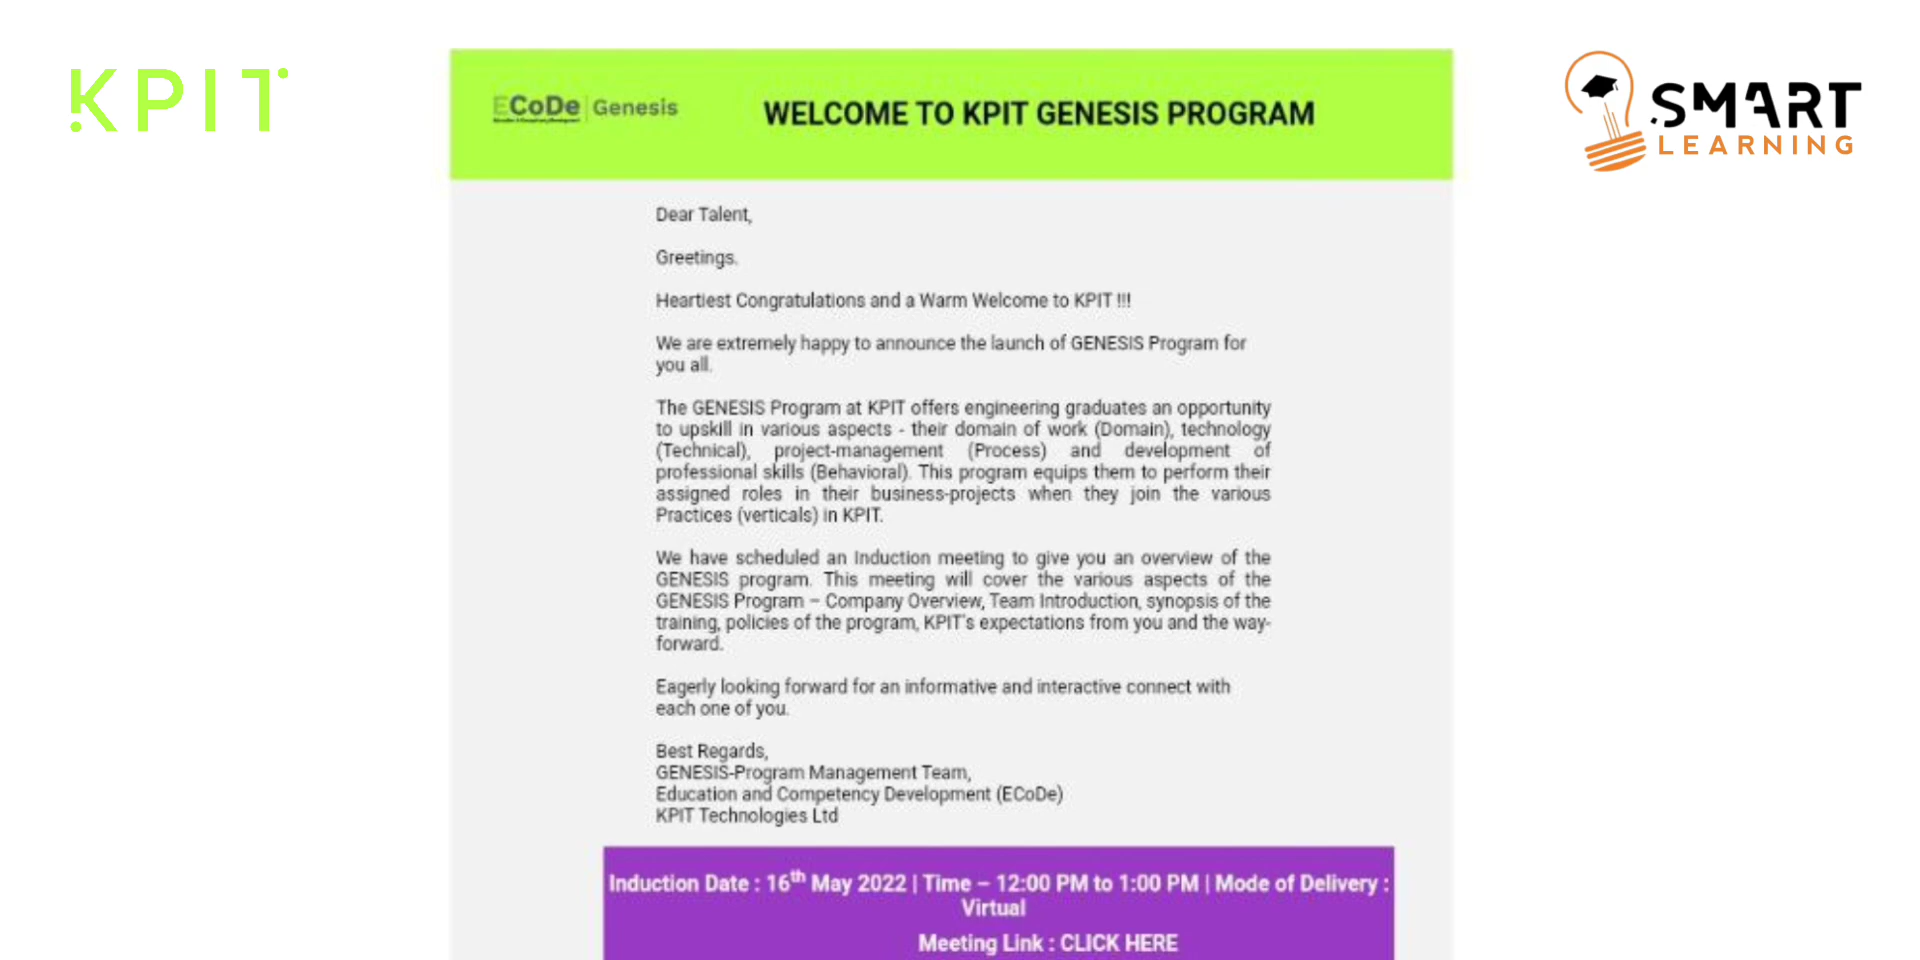 KPIT
ECoDe | Genesis
WELCOME TO KPIT GENESIS PROGRAM
SMART
LEARNING
Dear Talent,
Greetings.
Heartiest Congratulations and a Warm Welcome to KPIT !!!
We are extremely happy to announce the launch of GENESIS Program for
you all.
The GENESIS Program at KPIT offers engineering graduates an opportunity
to upskill in various aspects - their domain of work (Domain), technology
(Technical), project-management (Process) and development of
professional skills (Behavioral). This program equips them to perform their
assigned roles in their business-projects when they join the various
Practices (verticals) in KPIT.
We have scheduled an Induction meeting to give you an overview of the
GENESIS program. This meeting will cover the various aspects of the
GENESIS Program – Company Overview, Team Introduction, synopsis of the
training, policies of the program, KPIT's expectations from you and the way-
forward.
Eagerly looking forward for an informative and interactive connect with
each one of you.
Best Regards,
GENESIS-Program Management Team,
Education and Competency Development (ECoDe)
KPIT Technologies Ltd
Induction Date : 16th May 2022 | Time – 12:00 PM to 1:00 PM | Mode of Delivery :
Virtual
Meeting Link : CLICK HERE